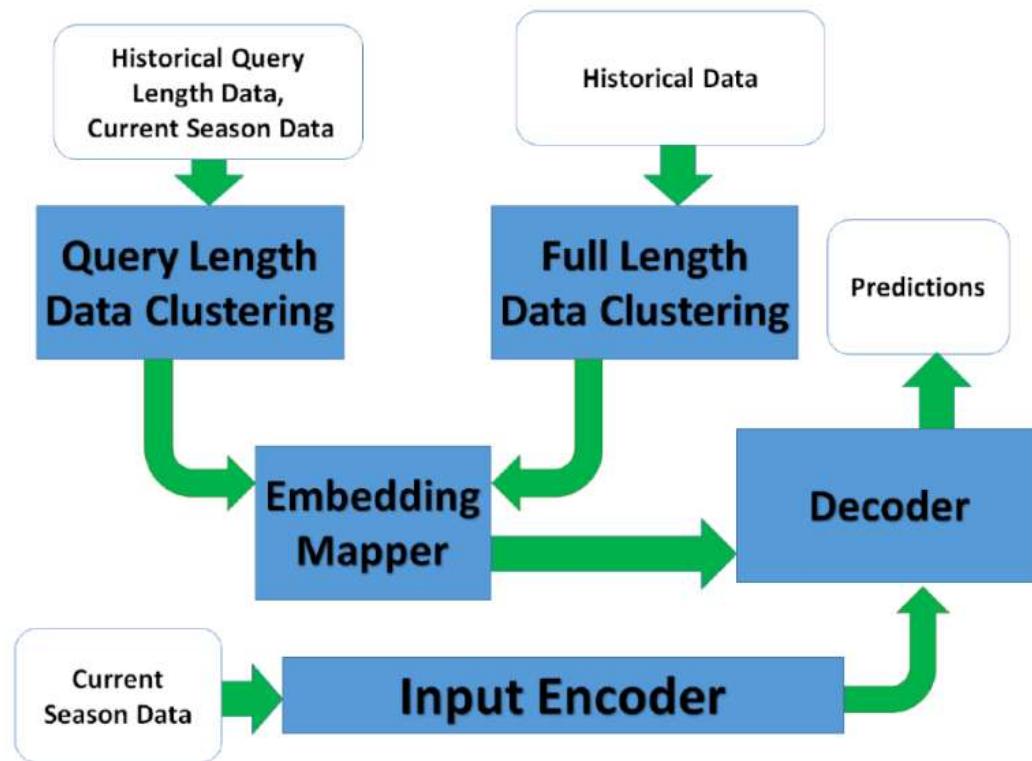 Historical Query
Length Data,
Current Season Data
Historical Data
Query Length
Data Clustering
Full Length
Data Clustering
Predictions
Embedding
Mapper
Decoder
Current
Season Data
Input Encoder